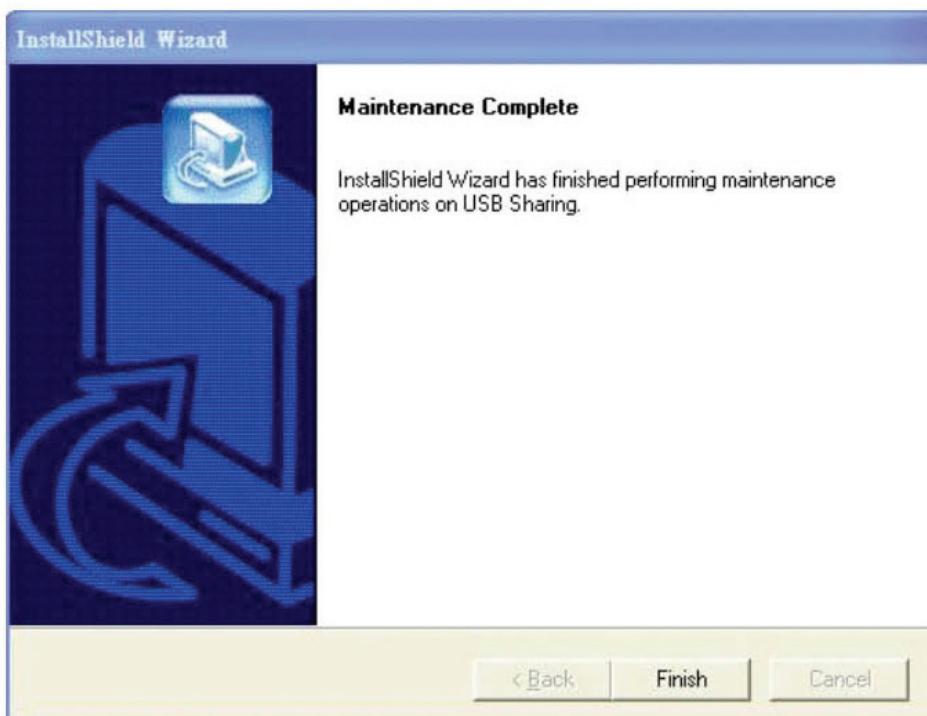 InstallShield Wizard
Maintenance Complete
InstallShield Wizard has finished performing maintenance
operations on USB Sharing.
< Back
Finish
Cancel